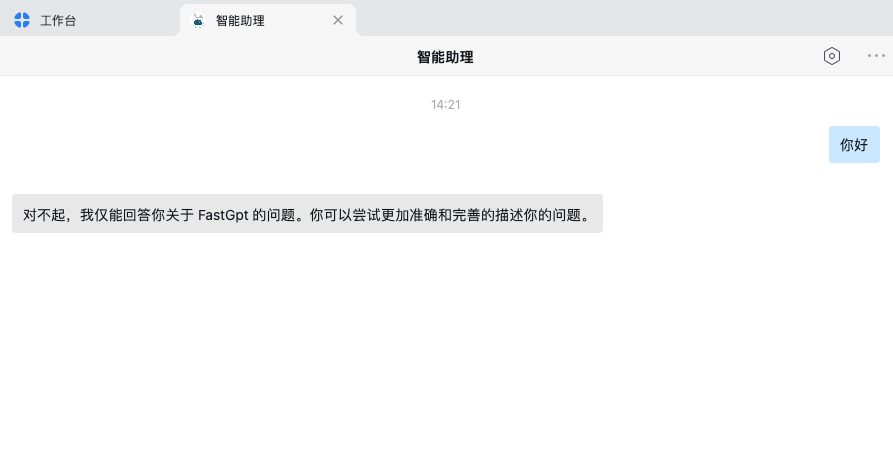 工作台
智能助理
智能助理
14:21
你好
对不起，我仅能回答你关于 FastGpt 的问题。你可以尝试更加准确和完善的描述你的问题。